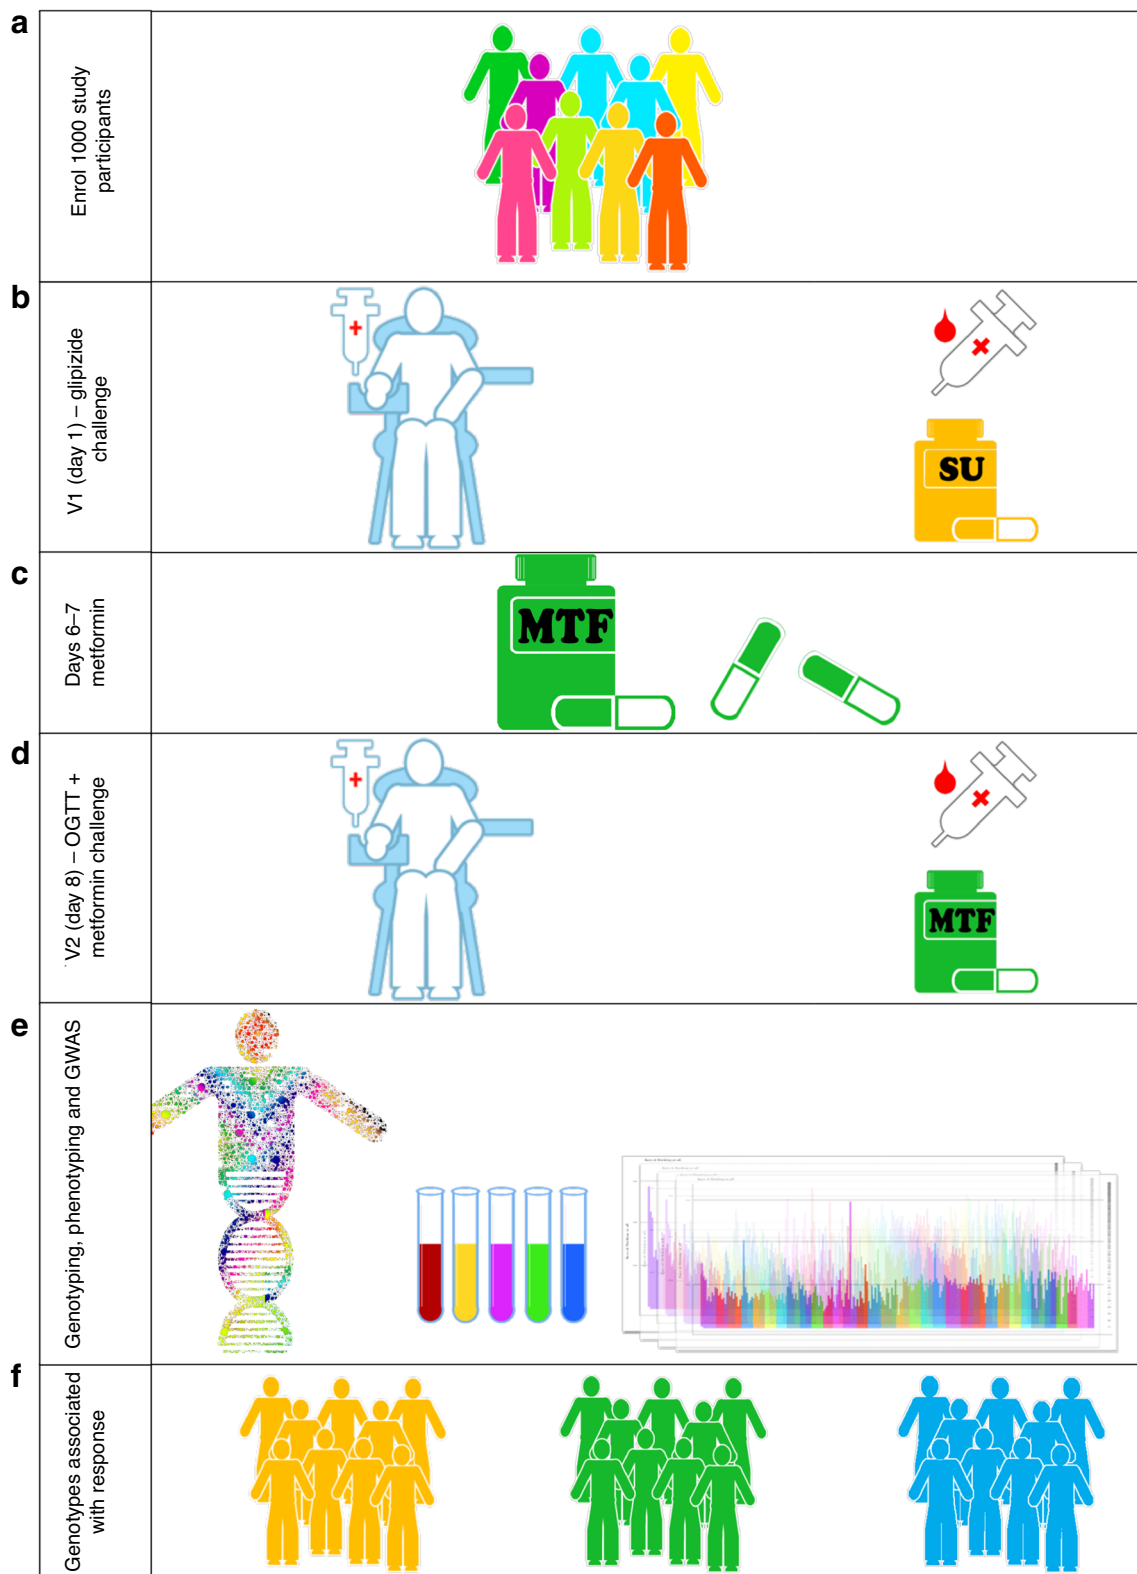 a
Enrol 1000 study
participants
b
V1 (day 1) – glipizide
challenge
SU
c
Days 6–7
metformin
MTF
d
V2 (day 8) – OGTT +
metformin challenge
MTF
e
Genotyping, phenotyping and GWAS
f
Genotypes associated
with response